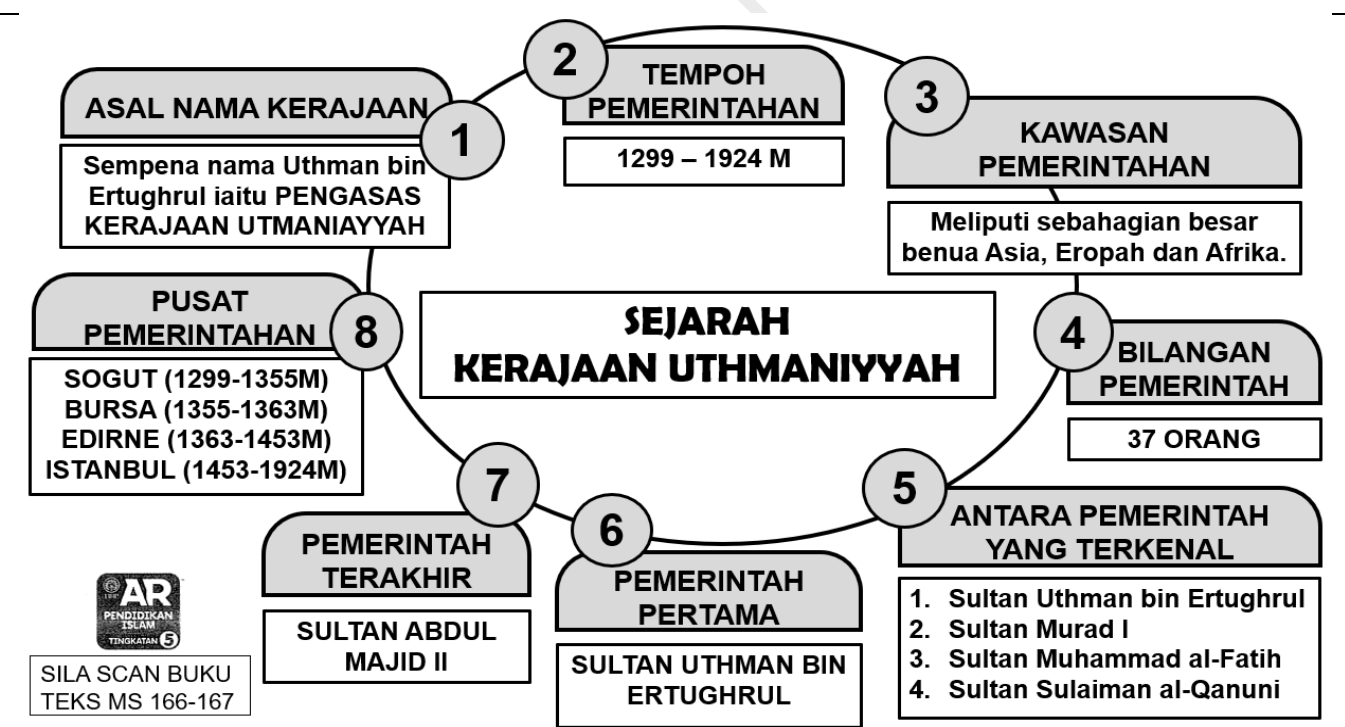 SEJARAH
KERAJAAN UTHMANIYYAH
1
ASAL NAMA KERAJAAN
Sempena nama Uthman bin
Ertughrul iaitu PENGASAS
KERAJAAN UTMANIAYYAH
2
TEMPOH
PEMERINTAHAN
1299 – 1924 M
3
KAWASAN
PEMERINTAHAN
Meliputi sebahagian besar
benua Asia, Eropah dan Afrika.
4
BILANGAN
PEMERINTAH
37 ORANG
5
ANTARA PEMERINTAH
YANG TERKENAL
1. Sultan Uthman bin Ertughrul
2. Sultan Murad I
3. Sultan Muhammad al-Fatih
4. Sultan Sulaiman al-Qanuni
6
PEMERINTAH
PERTAMA
SULTAN UTHMAN BIN
ERTUGHRUL
7
PEMERINTAH
TERAKHIR
SULTAN ABDUL
MAJID II
8
PUSAT
PEMERINTAHAN
SOGUT (1299-1355M)
BURSA (1355-1363M)
EDIRNE (1363-1453M)
ISTANBUL (1453-1924M)
AR
PENDIDIKAN
ISLAM
TINGKATAN 5
SILA SCAN BUKU
TEKS MS 166-167